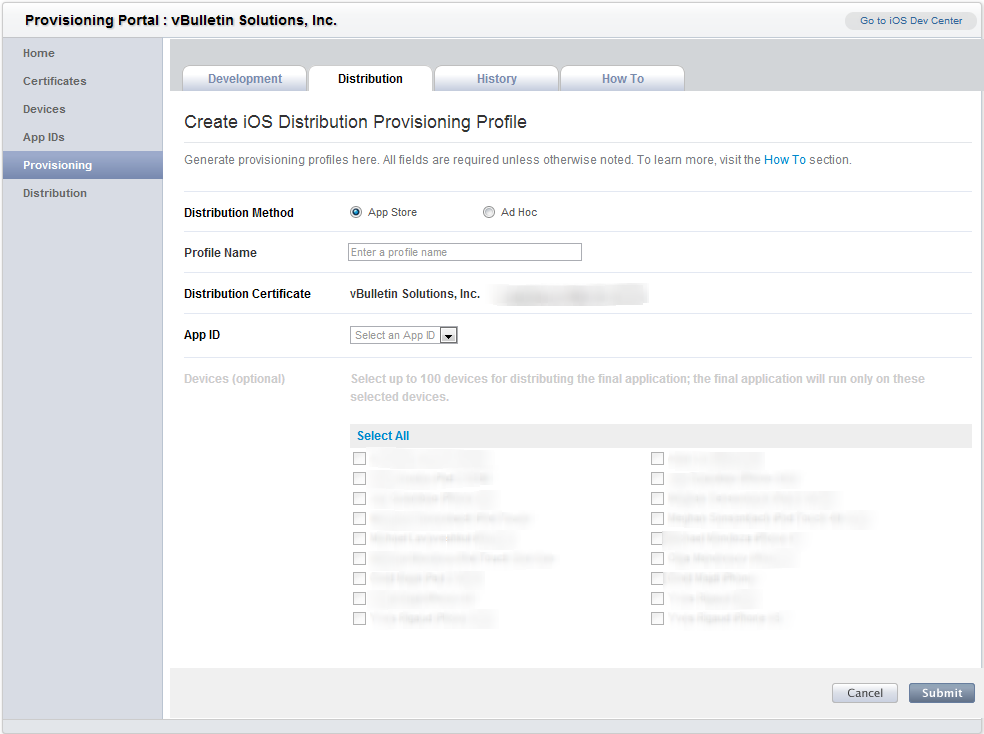 Provisioning Portal : vBulletin Solutions, Inc.
Go to iOS Dev Center
Home
Certificates
Devices
App IDs
Provisioning
Distribution
Development
Distribution
History
How To
Create iOS Distribution Provisioning Profile
Generate provisioning profiles here. All fields are required unless otherwise noted. To learn more, visit the How To section.
Distribution Method
App Store
Ad Hoc
Profile Name
Enter a profile name
Distribution Certificate
vBulletin Solutions, Inc.
App ID
Select an App ID
Devices (optional)
Select up to 100 devices for distributing the final application; the final application will run only on these
selected devices.
Select All
Cancel
Submit